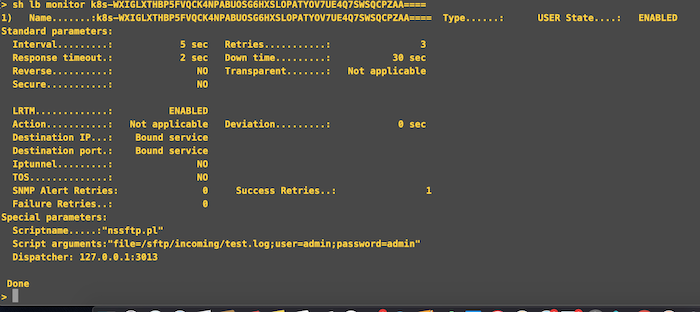 > sh lb monitor k8s-WXIGLXTHBP5FVQCK4NPABUOSG6HXSLOPATYOV7UE4Q7SWSQCPZAA====
1) Name.......:k8s-WXIGLXTHBP5FVQCK4NPABUOSG6HXSLOPATYOV7UE4Q7SWSQCPZAA==== Type......: USER State....: ENABLED
Standard parameters:
Interval.........: 5 sec Retries...........: 3
Response timeout.: 2 sec Down time.........: 30 sec
Reverse..........: NO Transparent.......: Not applicable
Secure...........: NO
LRTM.............: ENABLED
Action...........: Not applicable Deviation.........: 0 sec
Destination IP...: Bound service
Destination port.: Bound service
Iptunnel.........: NO
TOS..............: NO
SNMP Alert Retries: 0 Success Retries..: 1
Failure Retries..: 0
Special parameters:
Scriptname.....:"nssftp.pl"
Script arguments:"file=/sftp/incoming/test.log;user=admin;password=admin"
Dispatcher: 127.0.0.1:3013
Done
>